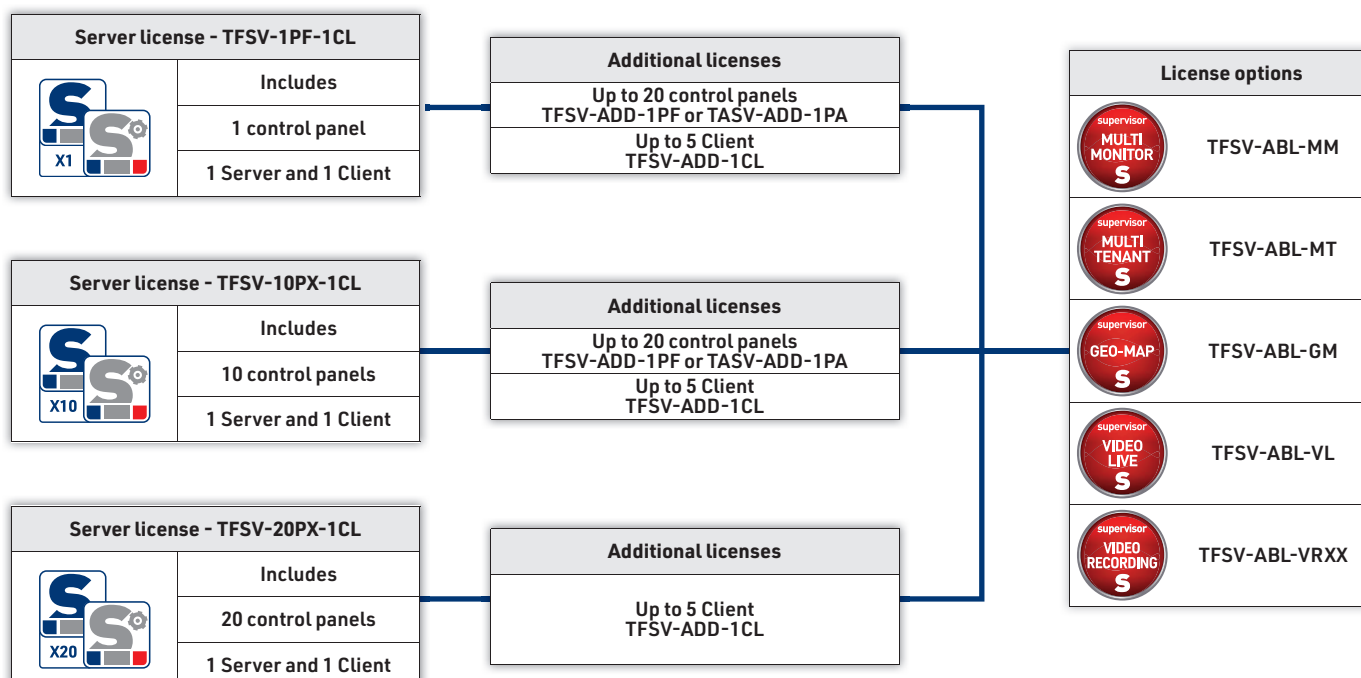 Server license - TFSV-1PF-1CL
X1
Includes
1 control panel
1 Server and 1 Client
Additional licenses
Up to 20 control panels
TFSV-ADD-1PF or TASV-ADD-1PA
Up to 5 Client
TFSV-ADD-1CL
Server license - TFSV-10PX-1CL
X10
Includes
10 control panels
1 Server and 1 Client
Additional licenses
Up to 20 control panels
TFSV-ADD-1PF or TASV-ADD-1PA
Up to 5 Client
TFSV-ADD-1CL
Server license - TFSV-20PX-1CL
X20
Includes
20 control panels
1 Server and 1 Client
Additional licenses
Up to 5 Client
TFSV-ADD-1CL
License options
supervisor
MULTI
MONITOR
S
TFSV-ABL-MM
supervisor
MULTI
TENANT
S
TFSV-ABL-MT
supervisor
GEO-MAP
S
TFSV-ABL-GM
supervisor
VIDEO
LIVE
S
TFSV-ABL-VL
supervisor
VIDEO
RECORDING
S
TFSV-ABL-VRXX